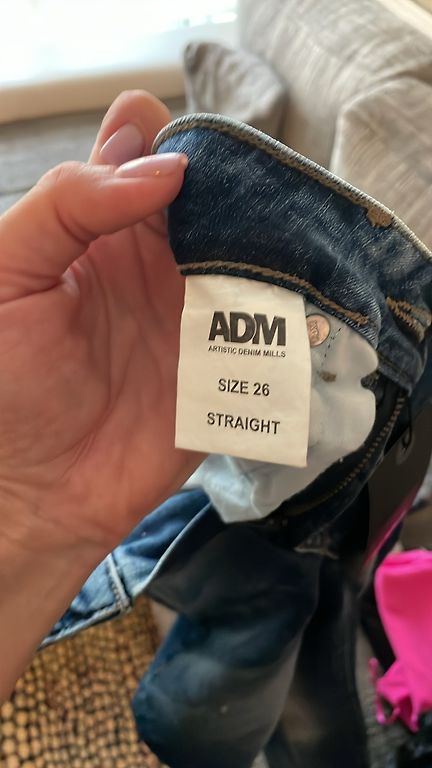 ADM
ARTISTIC DENIM MILLS
SIZE 26
STRAIGHT